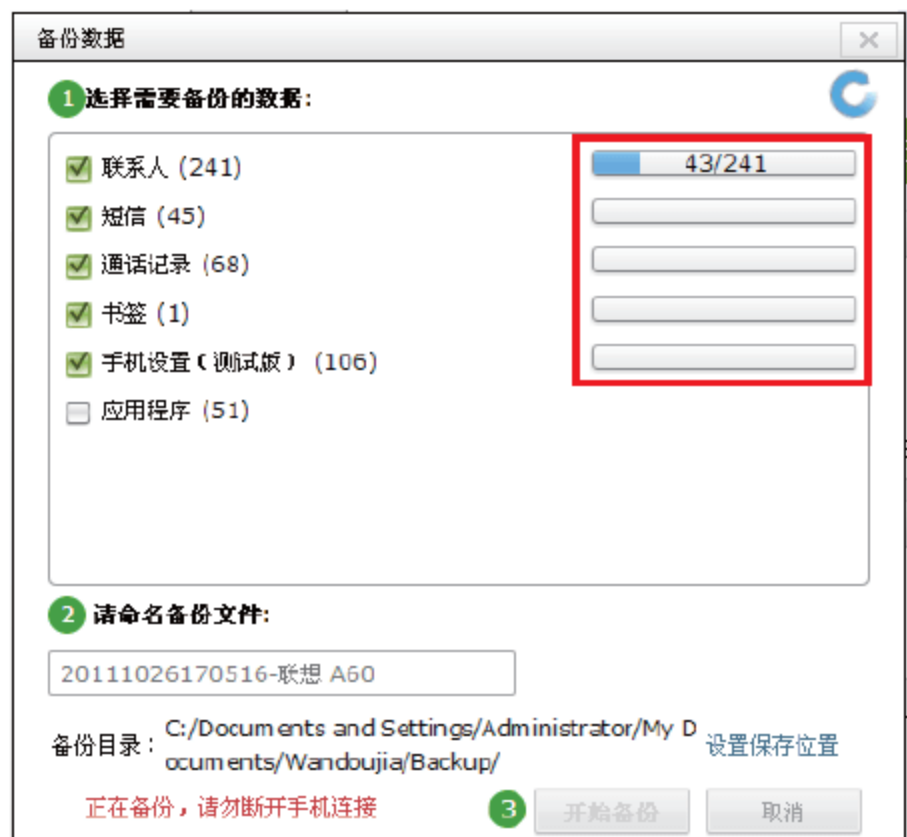 备份数据
1 选择需要备份的数据:
联系人 (241) 43/241
短信 (45)
通话记录 (68)
书签 (1)
手机设置(测试版) (106)
应用程序 (51)
2 请命名备份文件:
20111026170516-联想 A60
备份目录: C:/Documents and Settings/Administrator/My D
ocuments/Wandoujia/Backup/ 设置保存位置
正在备份,请勿断开手机连接 3 开始备份 取消